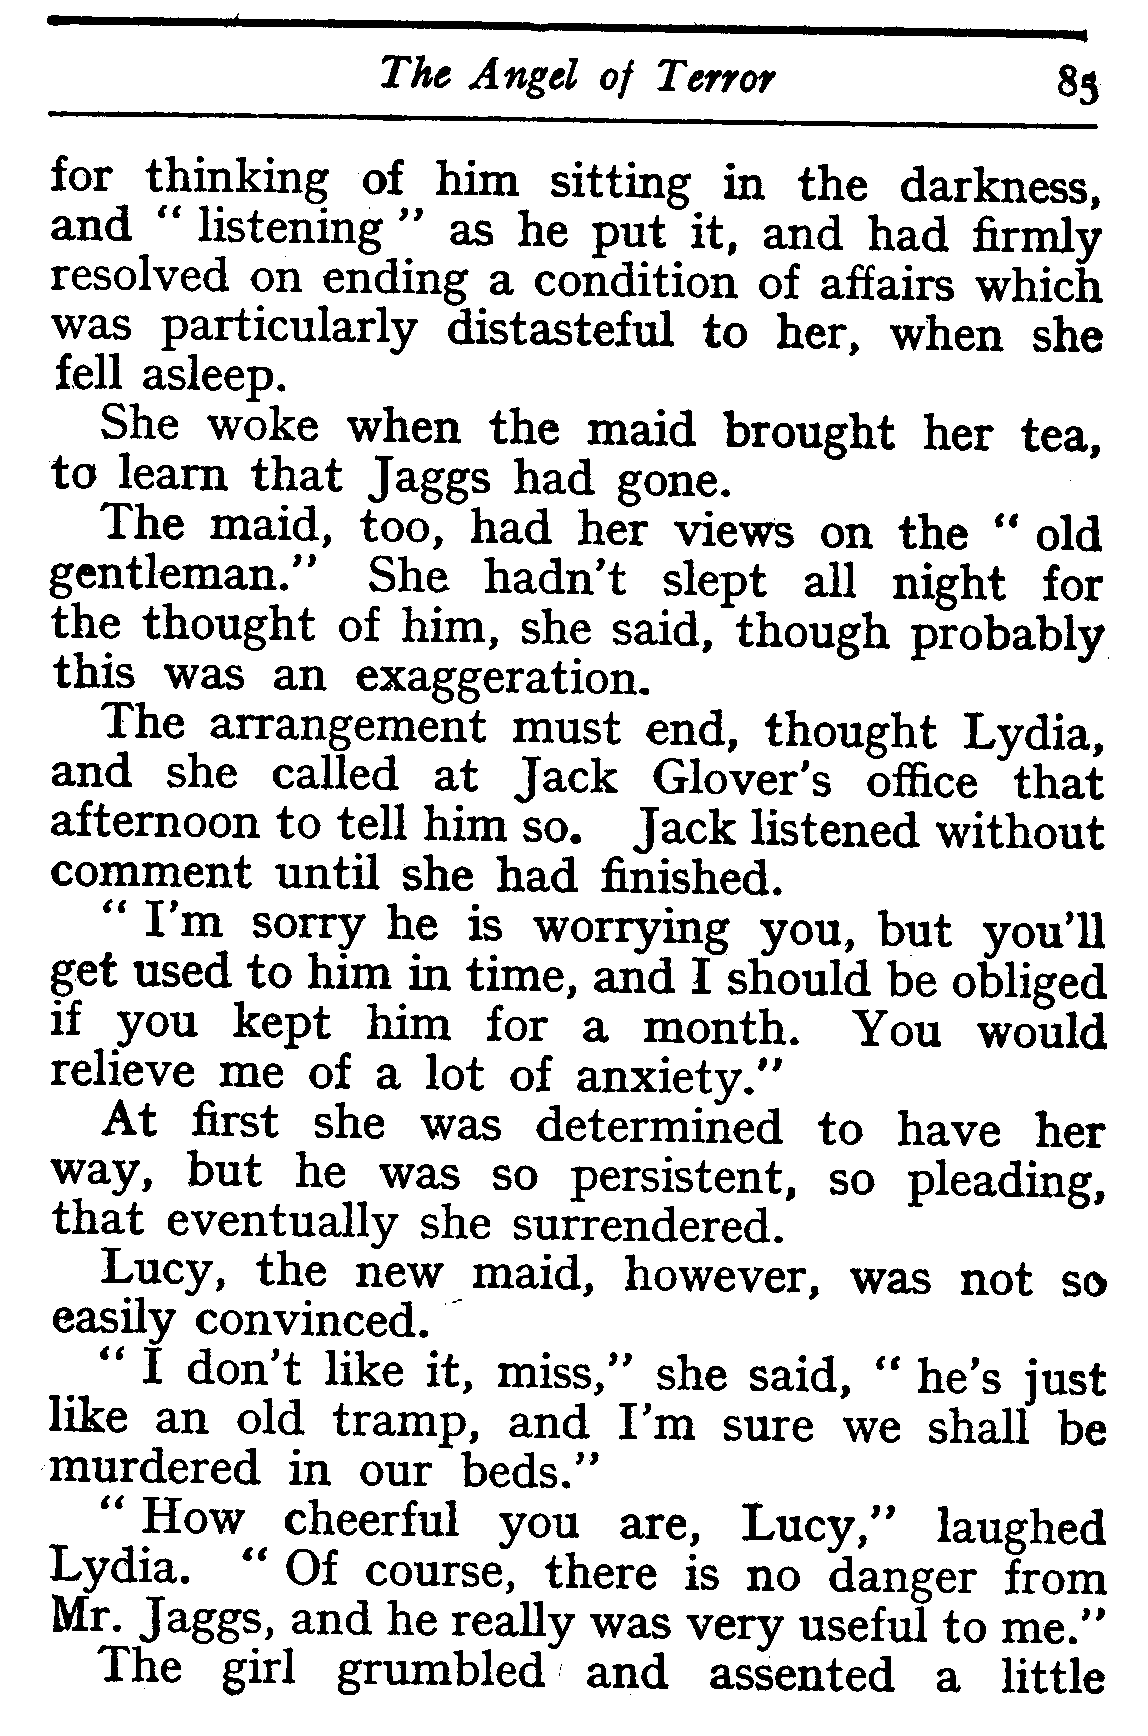 The Angel of Terror 85
for thinking of him sitting in the darkness,
and “ listening ” as he put it, and had firmly
resolved on ending a condition of affairs which
was particularly distasteful to her, when she
fell asleep.
She woke when the maid brought her tea,
to learn that Jaggs had gone.
The maid, too, had her views on the “ old
gentleman.” She hadn't slept all night for
the thought of him, she said, though probably
this was an exaggeration.
The arrangement must end, thought Lydia,
and she called at Jack Glover's office that
afternoon to tell him so. Jack listened without
comment until she had finished.
“ I'm sorry he is worrying you, but you'll
get used to him in time, and I should be obliged
if you kept him for a month. You would
relieve me of a lot of anxiety.”
At first she was determined to have her
way, but he was so persistent, so pleading,
that eventually she surrendered.
Lucy, the new maid, however, was not so
easily convinced.
“ I don't like it, miss,” she said, “ he's just
like an old tramp, and I'm sure we shall be
murdered in our beds.”
“ How cheerful you are, Lucy,” laughed
Lydia. “ Of course, there is no danger from
Mr. Jaggs, and he really was very useful to me.”
The girl grumbled and assented a little